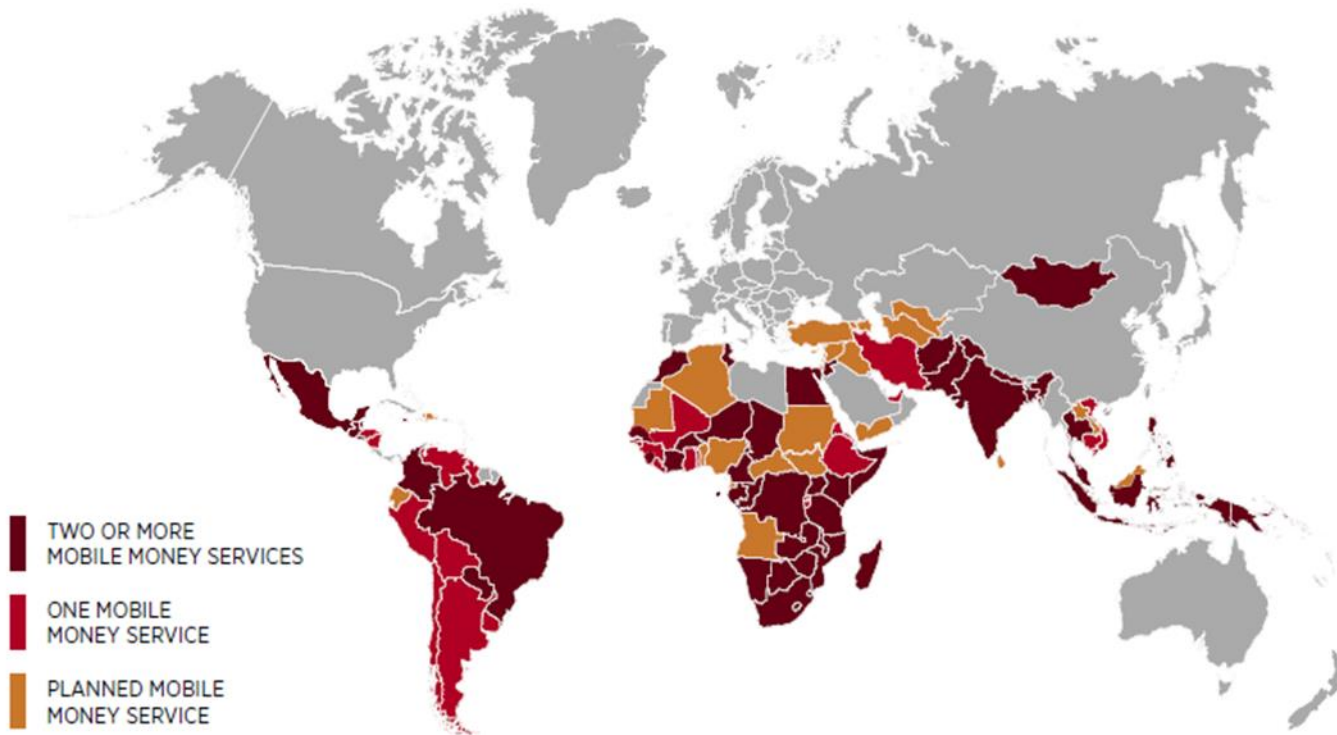 TWO OR MORE
MOBILE MONEY SERVICES
ONE MOBILE
MONEY SERVICE
PLANNED MOBILE
MONEY SERVICE